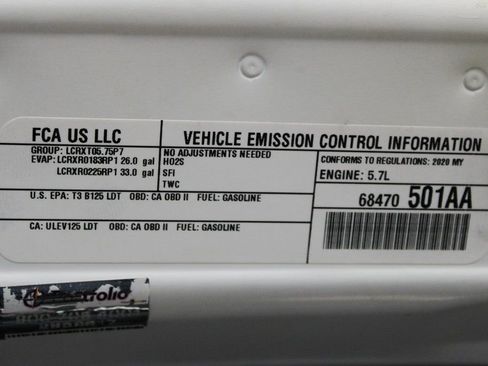 FCA US LLC
VEHICLE EMISSION CONTROL INFORMATION
GROUP: LCRXT05.75P7
EVAP: LCRXR0183RP1 26.0 gal
LCRXR0225RP1 33.0 gal
NO ADJUSTMENTS NEEDED
HO2S
SFI
TWC
CONFORMS TO REGULATIONS: 2020 MY
ENGINE: 5.7L
U.S. EPA: T3 B125 LDT OBD: CA OBD II FUEL: GASOLINE
68470 501AA
CA: ULEV125 LDT OBD: CA OBD II FUEL: GASOLINE